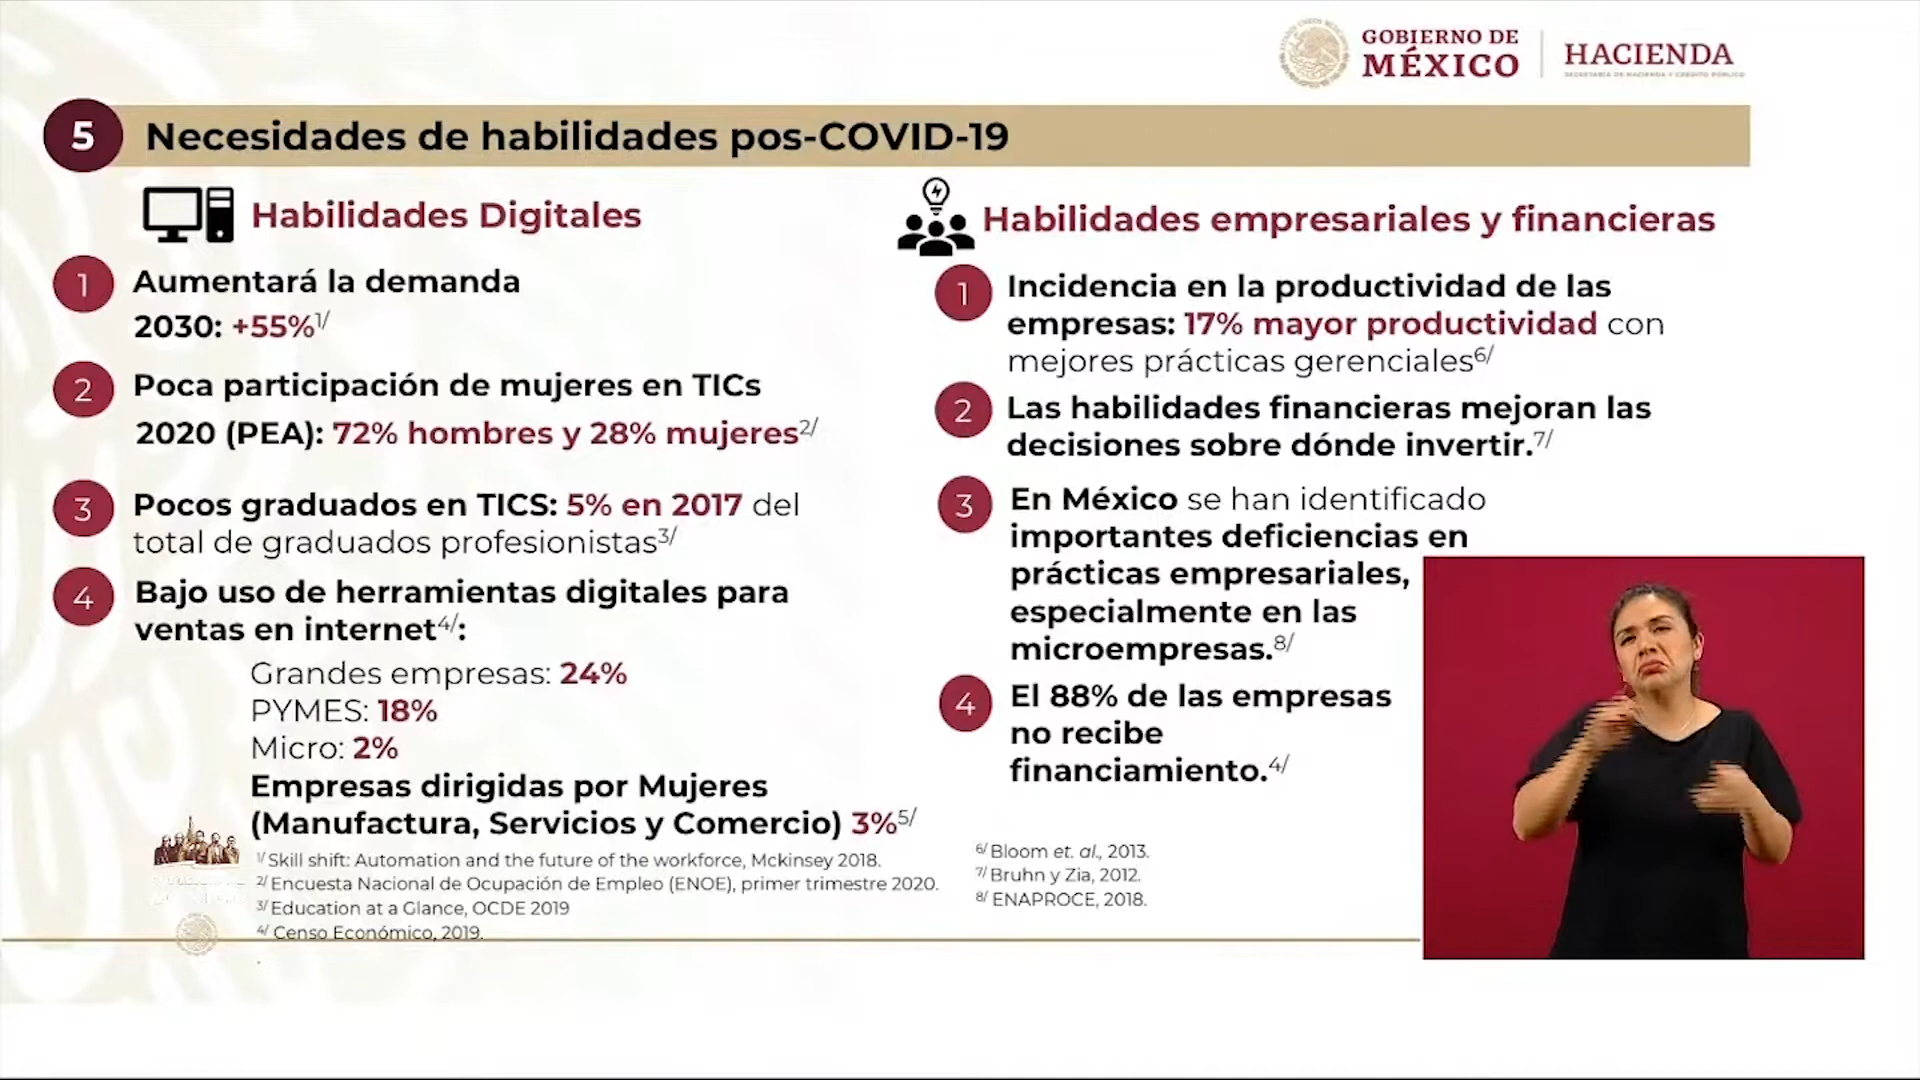 GOBIERNO DE
MÉXICO
HACIENDA
SECRETARÍA DE HACIENDA Y CRÉDITO PÚBLICO
5
Necesidades de habilidades pos-COVID-19
Habilidades Digitales
1
Aumentará la demanda
2030: +55%1/
2
Poca participación de mujeres en TICs
2020 (PEA): 72% hombres y 28% mujeres2/
3
Pocos graduados en TICS: 5% en 2017 del
total de graduados profesionistas3/
4
Bajo uso de herramientas digitales para
ventas en internet4/:
Grandes empresas: 24%
PYMES: 18%
Micro: 2%
Empresas dirigidas por Mujeres
(Manufactura, Servicios y Comercio) 3%5/
1/ Skill shift: Automation and the future of the workforce, Mckinsey 2018.
2/ Encuesta Nacional de Ocupación de Empleo (ENOE), primer trimestre 2020.
3/ Education at a Glance, OCDE 2019
4/ Censo Económico, 2019.
Habilidades empresariales y financieras
1
Incidencia en la productividad de las
empresas: 17% mayor productividad con
mejores prácticas gerenciales6/
2
Las habilidades financieras mejoran las
decisiones sobre dónde invertir.7/
3
En México se han identificado
importantes deficiencias en
prácticas empresariales,
especialmente en las
microempresas.8/
4
El 88% de las empresas
no recibe
financiamiento.4/
6/ Bloom et. al., 2013.
7/ Bruhn y Zia, 2012.
8/ ENAPROCE, 2018.